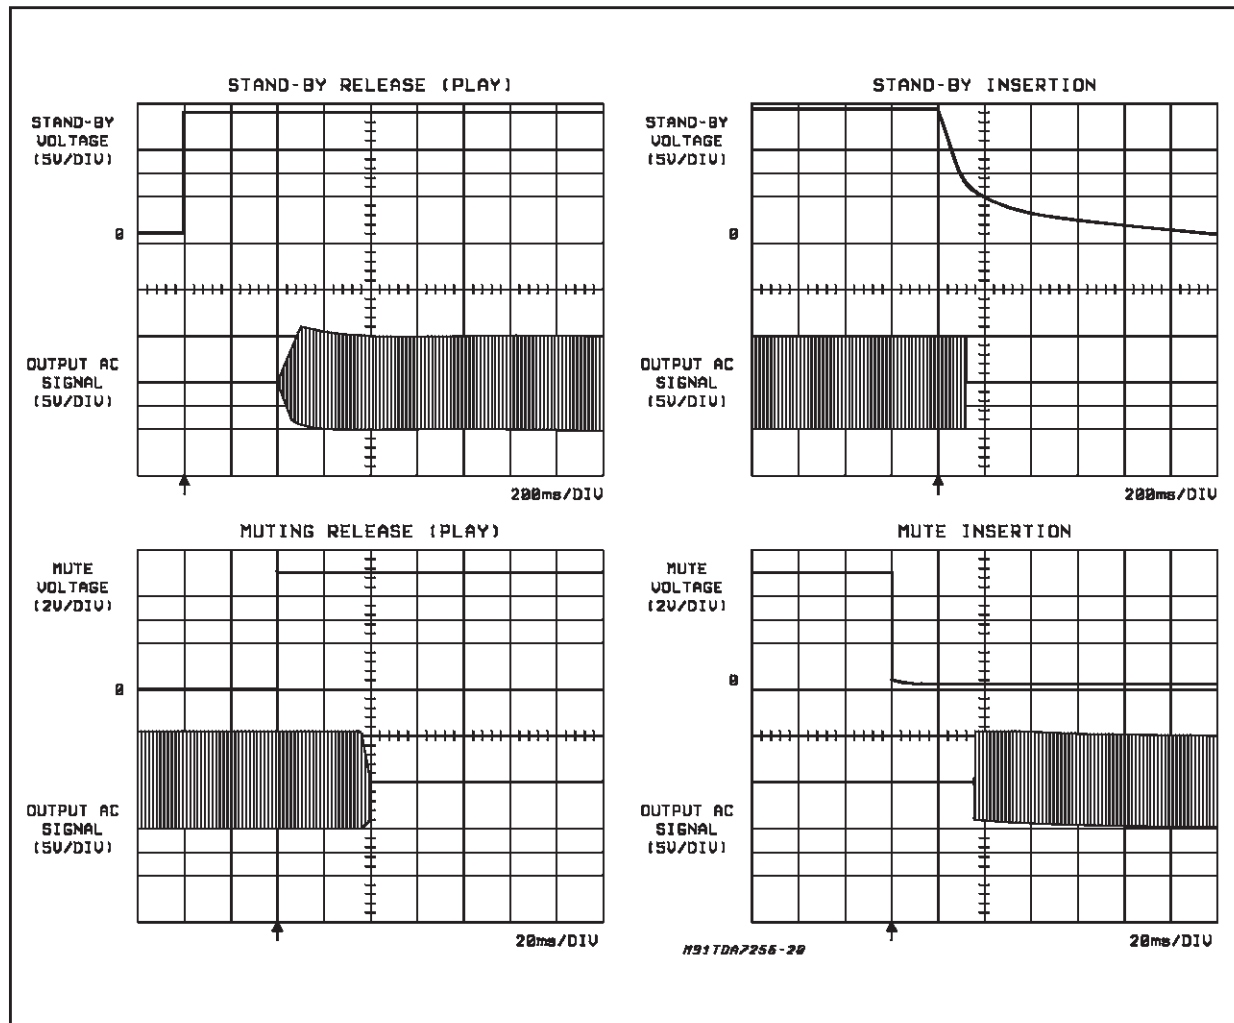 STAND-BY RELEASE (PLAY)
STAND-BY
VOLTAGE
(5V/DIV)
0
OUTPUT AC
SIGNAL
(5V/DIV)
200ms/DIV
STAND-BY INSERTION
STAND-BY
VOLTAGE
(5V/DIV)
0
OUTPUT AC
SIGNAL
(5V/DIV)
200ms/DIV
MUTING RELEASE (PLAY)
MUTE
VOLTAGE
(2V/DIV)
0
OUTPUT AC
SIGNAL
(5V/DIV)
20ms/DIV
MUTE INSERTION
MUTE
VOLTAGE
(2V/DIV)
0
OUTPUT AC
SIGNAL
(5V/DIV)
20ms/DIV
M91TDA7256-20